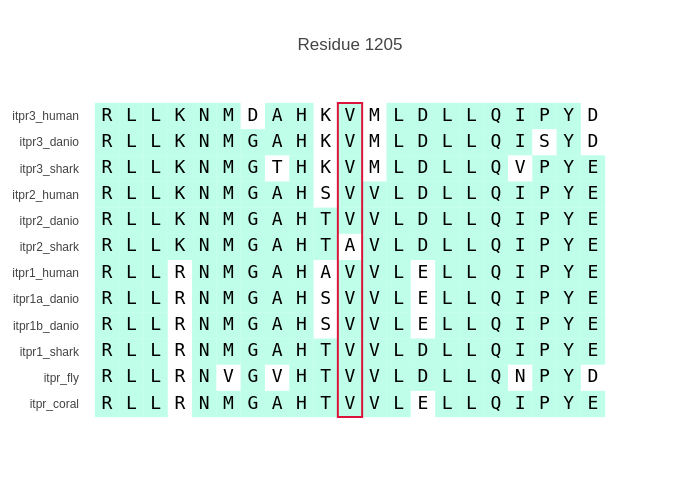 Residue 1205
itpr3_human R L L K N M D A H K V M L D L L Q I P Y D
itpr3_danio R L L K N M G A H K V M L D L L Q I S Y D
itpr3_shark R L L K N M G T H K V M L D L L Q V P Y E
itpr2_human R L L K N M G A H S V V L D L L Q I P Y E
itpr2_danio R L L K N M G A H T V V L D L L Q I P Y E
itpr2_shark R L L K N M G A H T A V L D L L Q I P Y E
itpr1_human R L L R N M G A H A V V L E L L Q I P Y E
itpr1a_danio R L L R N M G A H S V V L E L L Q I P Y E
itpr1b_danio R L L R N M G A H S V V L E L L Q I P Y E
itpr1_shark R L L R N M G A H T V V L D L L Q I P Y E
itpr_fly R L L R N V G V H T V V L D L L Q N P Y D
itpr_coral R L L R N M G A H T V V L E L L Q I P Y E